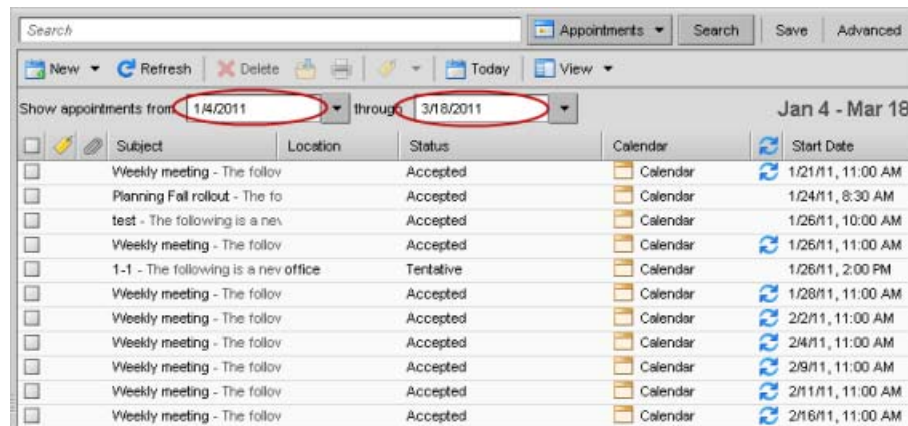 Search Appointments Search Save Advanced
New Refresh Delete Today View
Show appointments from 1/4/2011 through 3/18/2011 Jan 4 - Mar 18
Subject Location Status Calendar Start Date
Weekly meeting - The follov Accepted Calendar 1/21/11, 11:00 AM
Planning Fall rollout - The fo Accepted Calendar 1/24/11, 8:30 AM
test - The following is a nev Accepted Calendar 1/26/11, 10:00 AM
Weekly meeting - The follov Accepted Calendar 1/26/11, 11:00 AM
1-1 - The following is a nev office Tentative Calendar 1/26/11, 2:00 PM
Weekly meeting - The follov Accepted Calendar 1/28/11, 11:00 AM
Weekly meeting - The follov Accepted Calendar 2/2/11, 11:00 AM
Weekly meeting - The follov Accepted Calendar 2/4/11, 11:00 AM
Weekly meeting - The follov Accepted Calendar 2/9/11, 11:00 AM
Weekly meeting - The follov Accepted Calendar 2/11/11, 11:00 AM
Weekly meeting - The follov Accepted Calendar 2/16/11, 11:00 AM